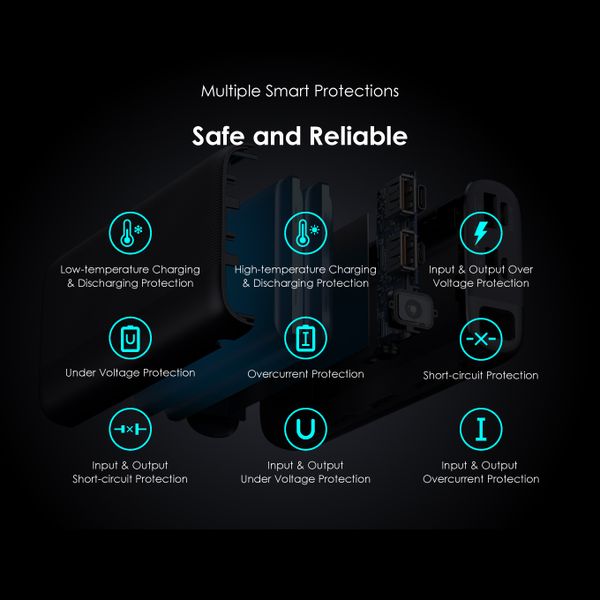 Multiple Smart Protections
Safe and Reliable
Low-temperature Charging
& Discharging Protection
High-temperature Charging
& Discharging Protection
Input & Output Over
Voltage Protection
Under Voltage Protection
Overcurrent Protection
Short-circuit Protection
Input & Output
Short-circuit Protection
Input & Output
Under Voltage Protection
Input & Output
Overcurrent Protection